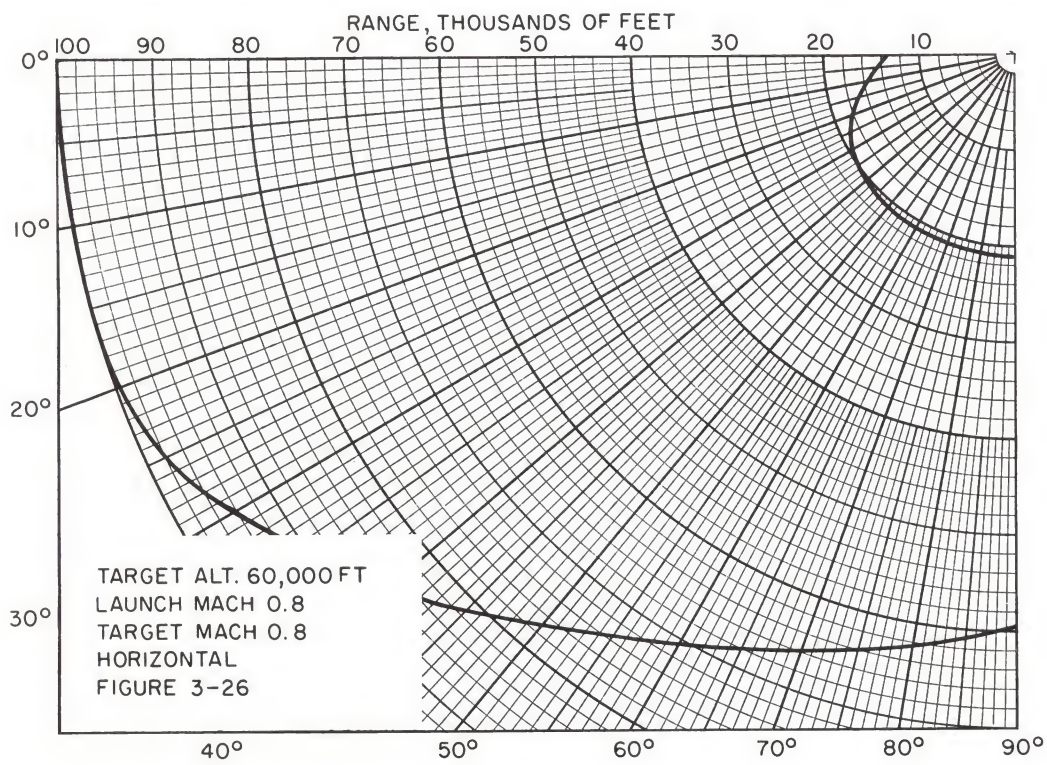 RANGE, THOUSANDS OF FEET
100 90 80 70 60 50 40 30 20 10
0°
10°
20°
30°
TARGET ALT. 60,000 FT
LAUNCH MACH 0.8
TARGET MACH 0.8
HORIZONTAL
FIGURE 3-26
40° 50° 60° 70° 80° 90°